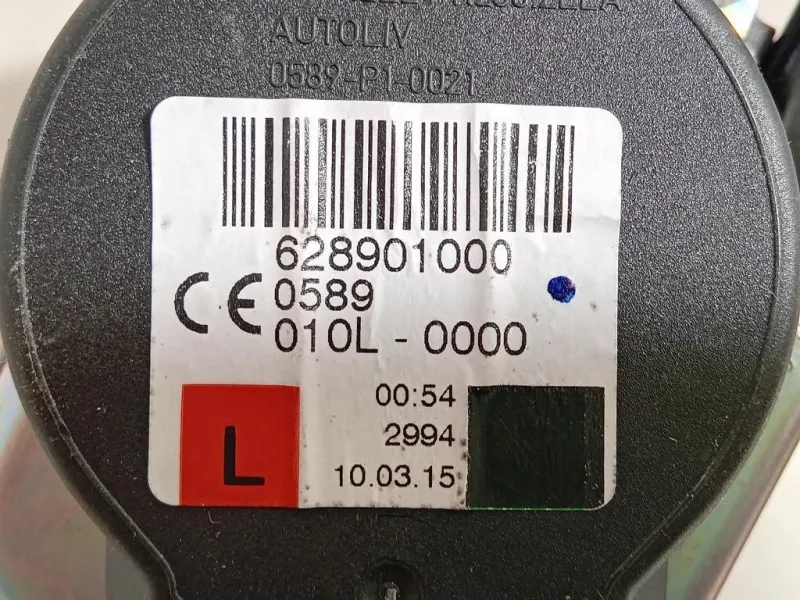 AUTOLIV
0589-P1-0021
628901000
CE 0589
010L - 0000
00:54
2994
L
10.03.15